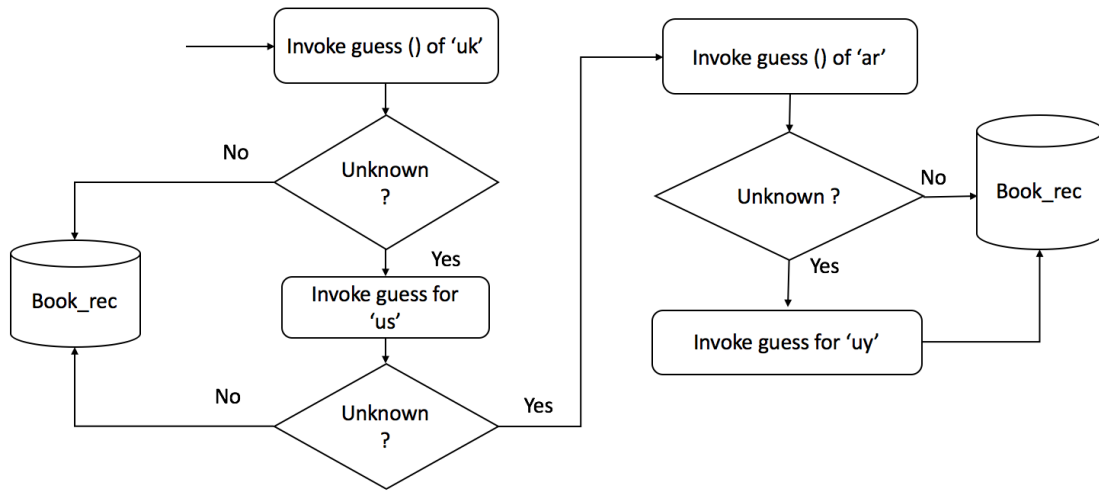 Invoke guess () of ‘uk’
No
Unknown
?
Yes
Book_rec
Invoke guess for
‘us’
No
Unknown
?
Yes
Invoke guess () of ‘ar’
Unknown ?
No
Book_rec
Yes
Invoke guess for ‘uy’